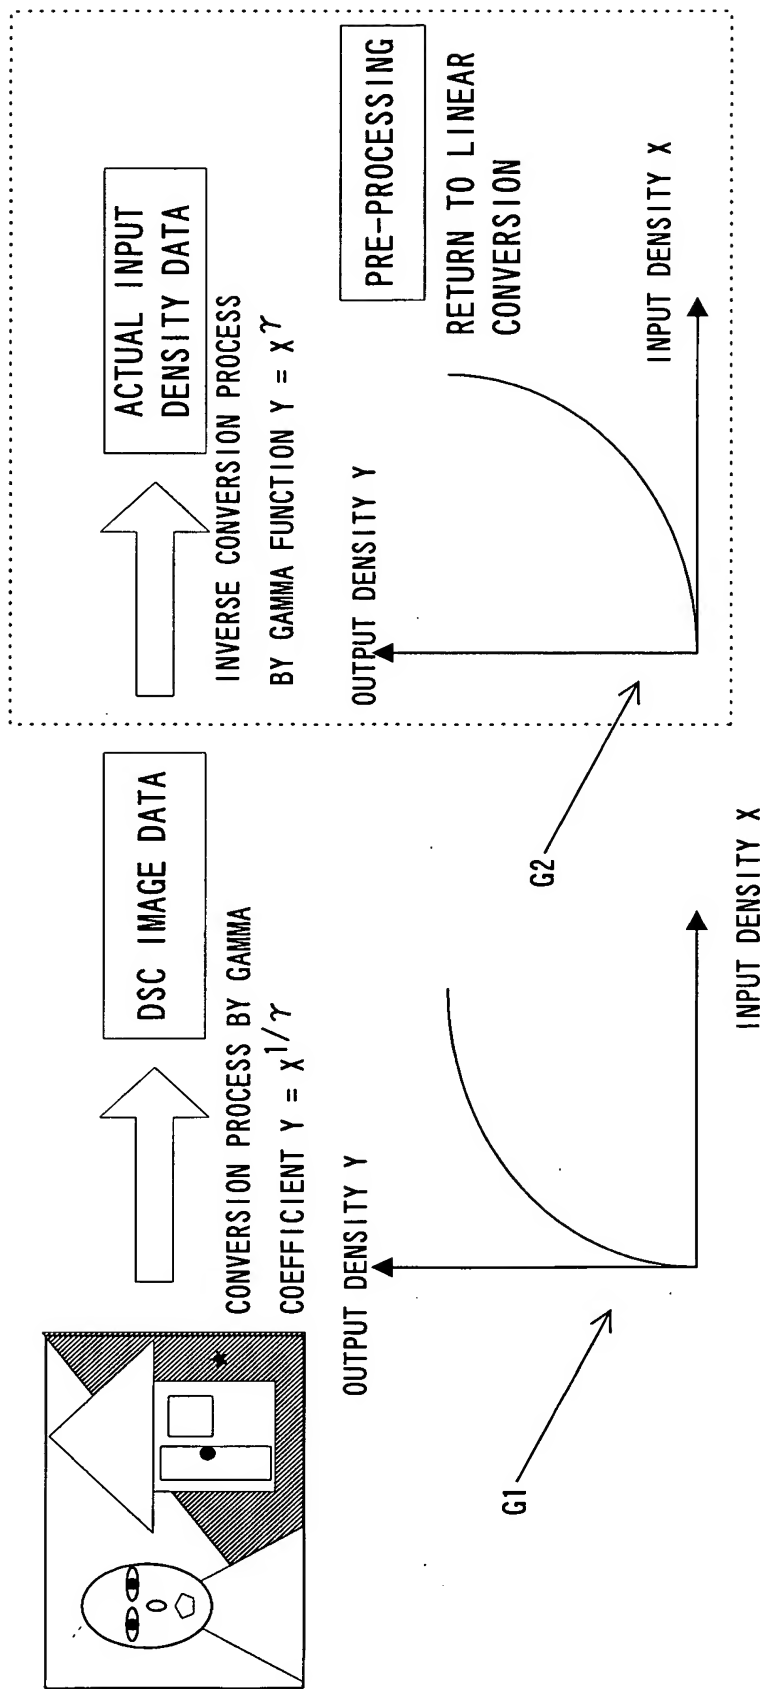 DSC IMAGE DATA
CONVERSION PROCESS BY GAMMA
COEFFICIENT Y = X^1/γ
OUTPUT DENSITY Y
INPUT DENSITY X
G1
ACTUAL INPUT
DENSITY DATA
INVERSE CONVERSION PROCESS
BY GAMMA FUNCTION Y = X^γ
PRE-PROCESSING
RETURN TO LINEAR
CONVERSION
OUTPUT DENSITY Y
INPUT DENSITY X
G2